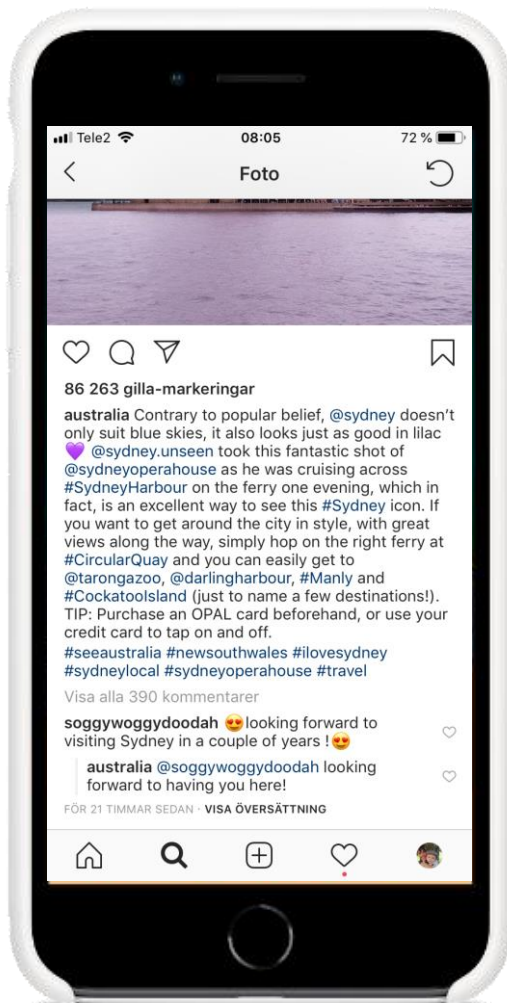 Tele2 08:05 72 %
Foto
86 263 gilla-markeringar
australia Contrary to popular belief, @sydney doesn't
only suit blue skies, it also looks just as good in lilac
💜 @sydney.unseen took this fantastic shot of
@sydneyoperahouse as he was cruising across
#SydneyHarbour on the ferry one evening, which in
fact, is an excellent way to see this #Sydney icon. If
you want to get around the city in style, with great
views along the way, simply hop on the right ferry at
#CircularQuay and you can easily get to
@tarongazoo, @darlingharbour, #Manly and
#CockatooIsland (just to name a few destinations!).
TIP: Purchase an OPAL card beforehand, or use your
credit card to tap on and off.
#seeaustralia #newsouthwales #ilovesydney
#sydneylocal #sydneyoperahouse #travel
Visa alla 390 kommentarer
soggywoggydoodah 😍looking forward to
visiting Sydney in a couple of years !😍
australia @soggywoggydoodah looking
forward to having you here!
FÖR 21 TIMMAR SEDAN · VISA ÖVERSÄTTNING